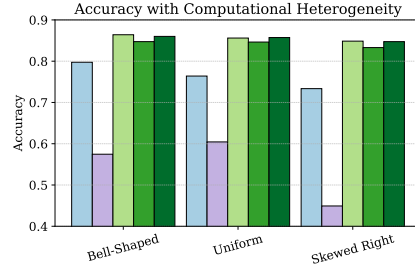 Accuracy with Computational Heterogeneity
0.9
0.8
0.7
0.6
0.5
0.4
Accuracy
Bell-Shaped
Uniform
Skewed Right